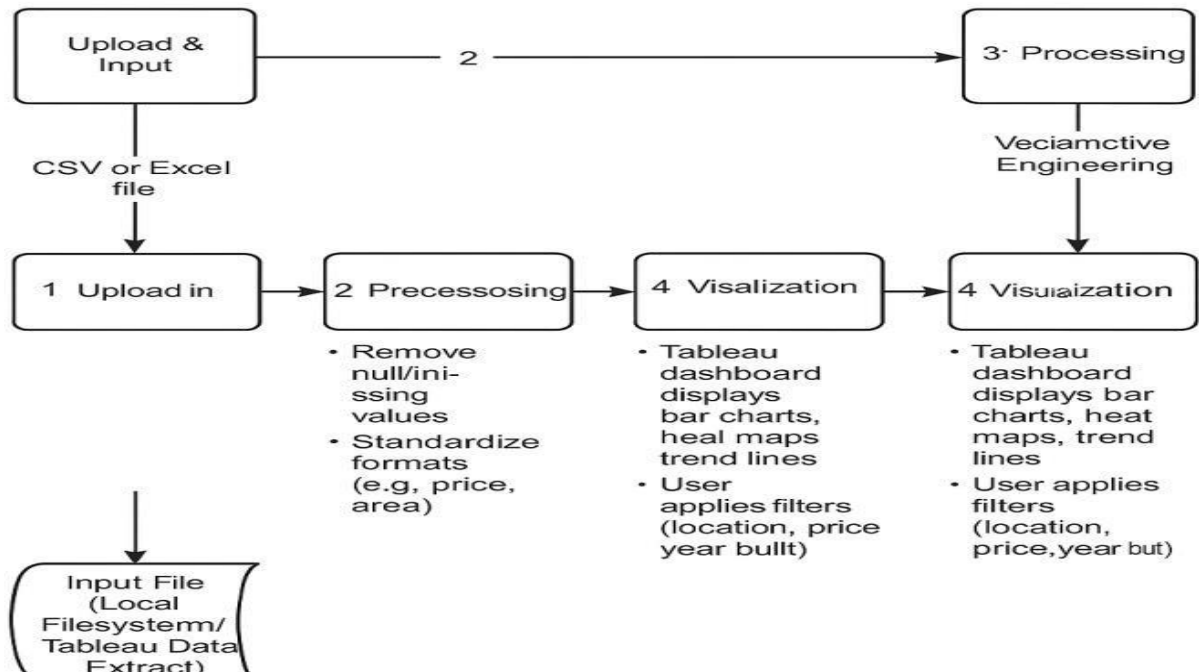 Upload &
Input
2
3· Processing
CSV or Excel
file
Veciamctive
Engineering
1 Upload in
2 Precessosing
4 Visalization
4 Visulaization
• Remove
null/ini-
ssing
values
• Standardize
formats
(e.g, price,
area)
• Tableau
dashboard
displays
bar charts,
heal maps
trend lines
• User
applies filters
(location, price
year bullt)
• Tableau
dashboard
displays bar
charts, heat
maps, trend
lines
• User applies
filters
(location,
price,year but)
Input File
(Local
Filesysterm/
Tableau Data
Extract)